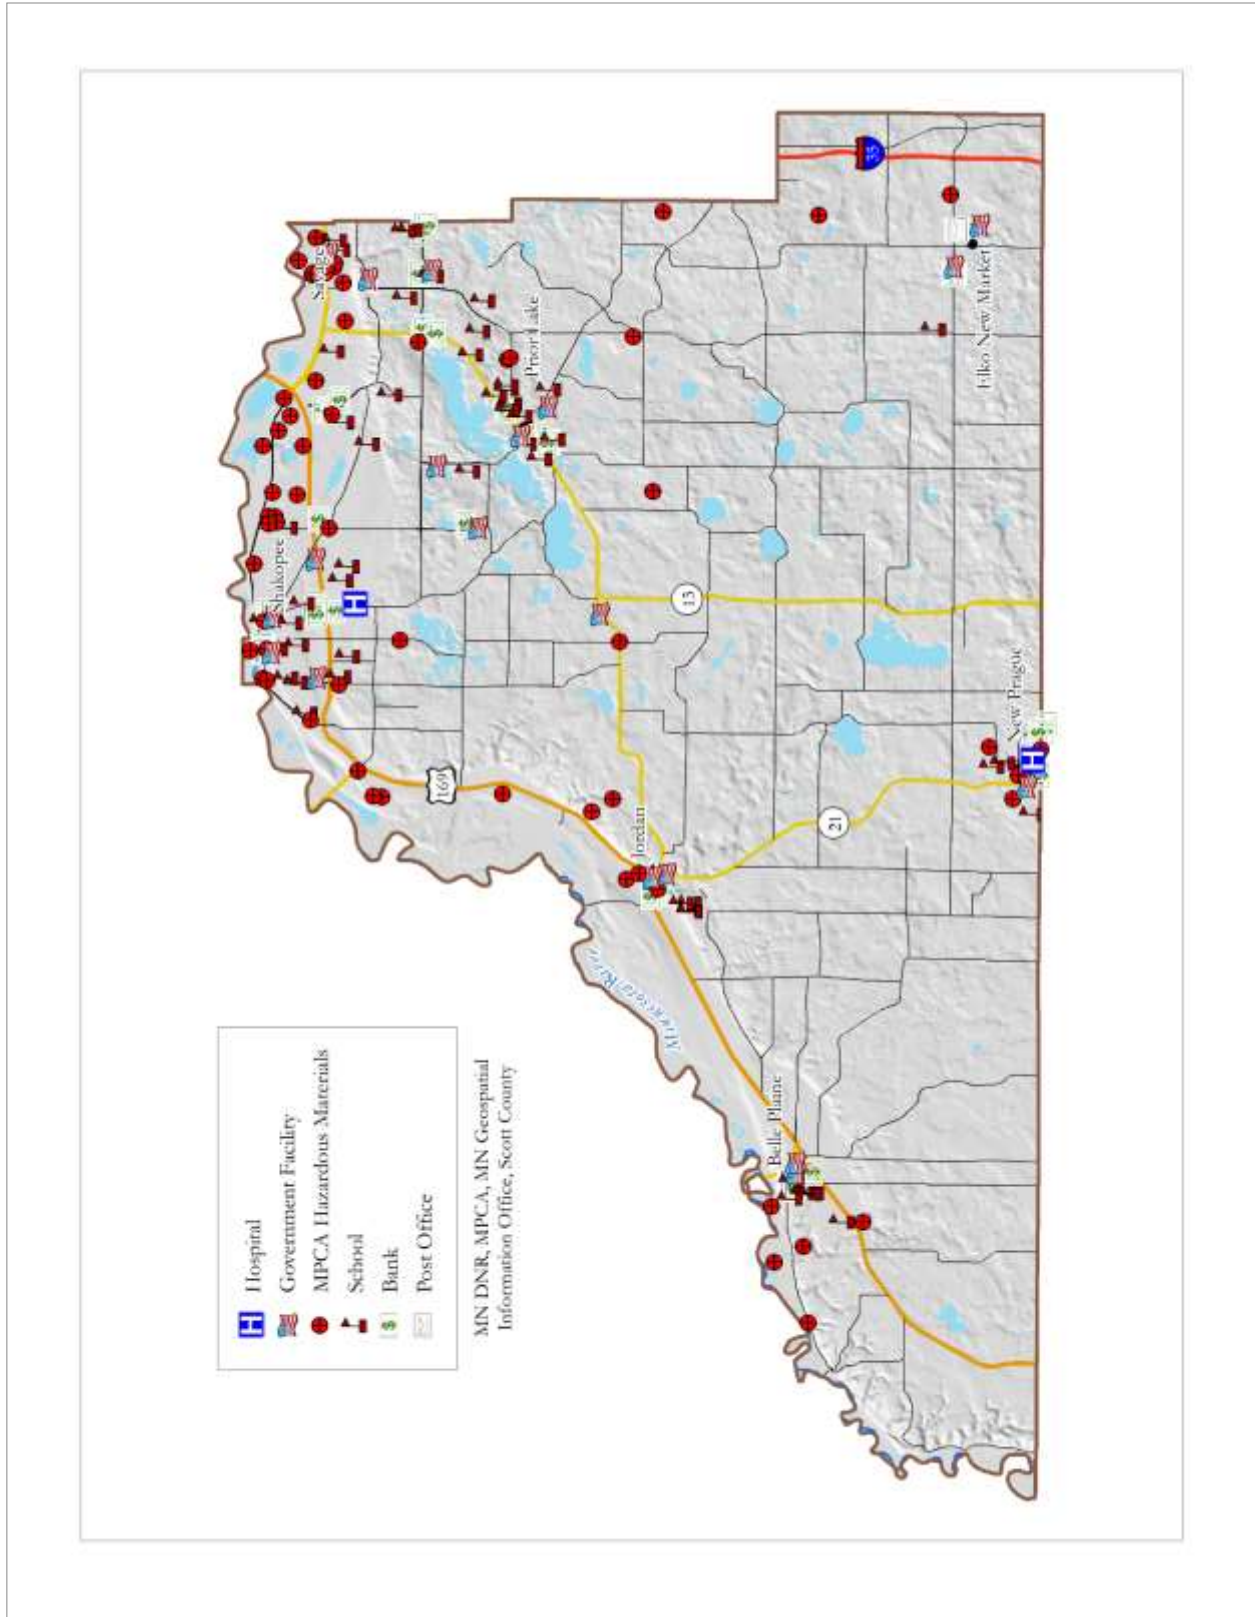 Hospital
Government Facility
MPCA Hazardous Materials
School
Bank
Post Office
MN DNR, MPCA, MN Geospatial
Information Office, Scott County
H
$
Savage
Shakopee
Prior Lake
Elko New Market
New Prague
Jordan
Belle Plaine
Minnesota River
35
169
13
21
H
H